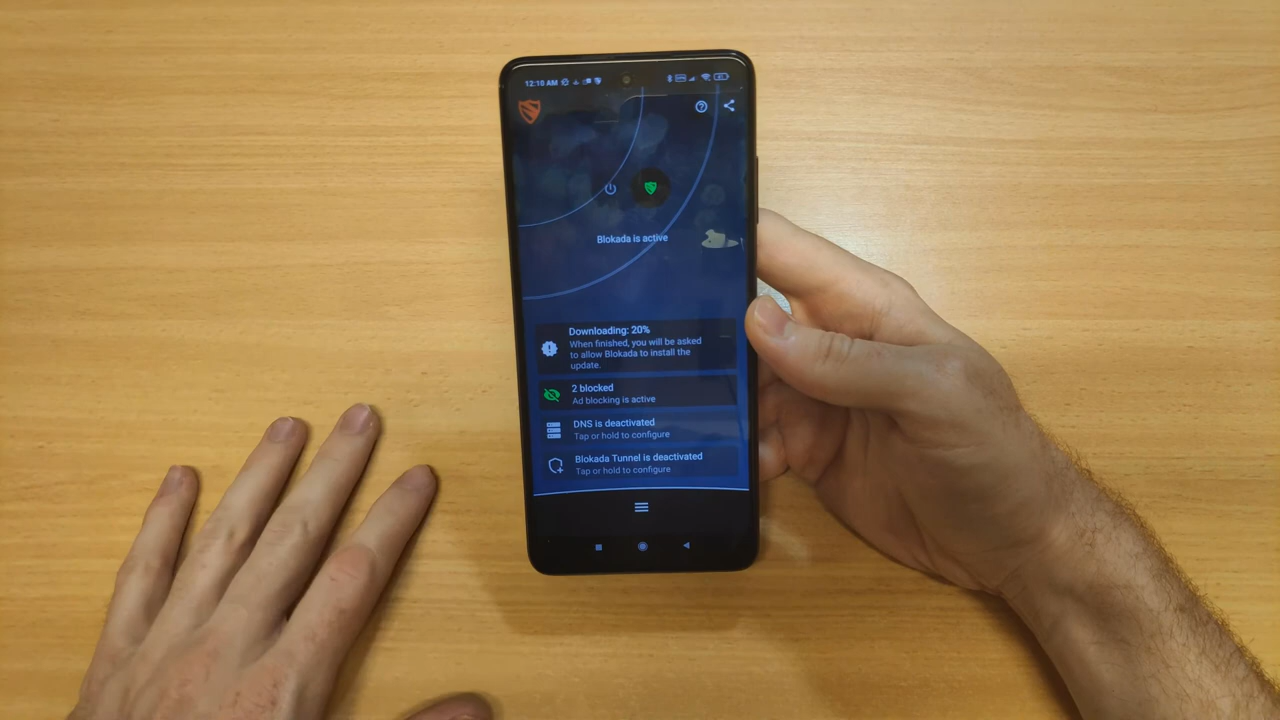 12:10 AM
Blokada is active
Downloading: 20%
When finished, you will be asked
to allow Blokada to install the
update.
2 blocked
Ad blocking is active
DNS is deactivated
Tap or hold to configure
Blokada Tunnel is deactivated
Tap or hold to configure